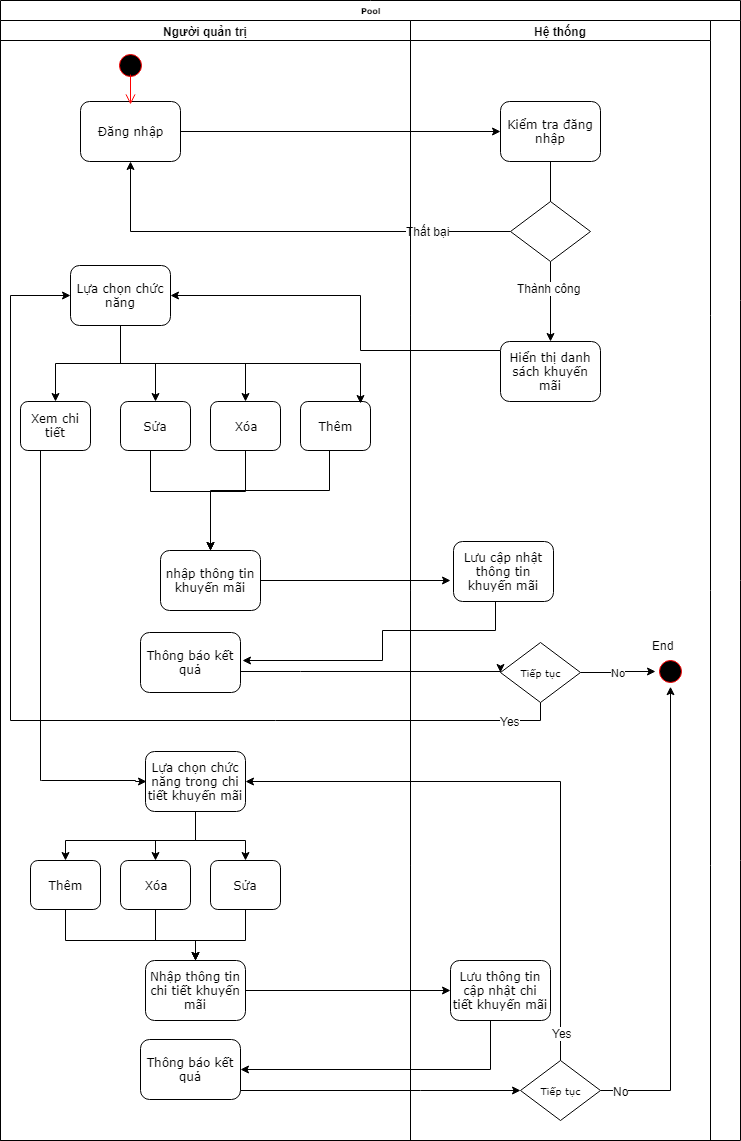 Pool
Người quản trị
Hệ thống
Đăng nhập
Kiểm tra đăng
nhập
Thất bại
Thành công
Lựa chọn chức
năng
Hiển thị danh
sách khuyến
mãi
Xem chi
tiết
Sửa
Xóa
Thêm
nhập thông tin
khuyến mãi
Lưu cập nhật
thông tin
khuyến mãi
Thông báo kết
quả
Tiếp tục
No
End
Yes
Lựa chọn chức
năng trong chi
tiết khuyến mãi
Thêm
Xóa
Sửa
Nhập thông tin
chi tiết khuyến
mãi
Lưu thông tin
cập nhật chi
tiết khuyến mãi
Yes
Thông báo kết
quả
Tiếp tục
No